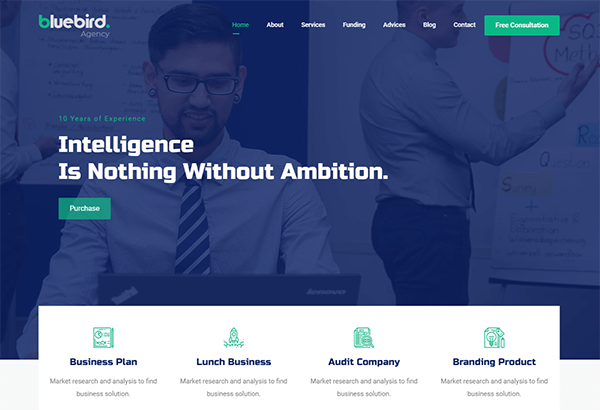 bluebird.
Agency
Home About Services Funding Advices Blog Contact Free Consultation
10 Years of Experience
Intelligence
Is Nothing Without Ambition.
Purchase
Business Plan Lunch Business Audit Company Branding Product
Market research and analysis to find Market research and analysis to find Market research and analysis to find Market research and analysis to find
business solution. business solution. business solution. business solution.